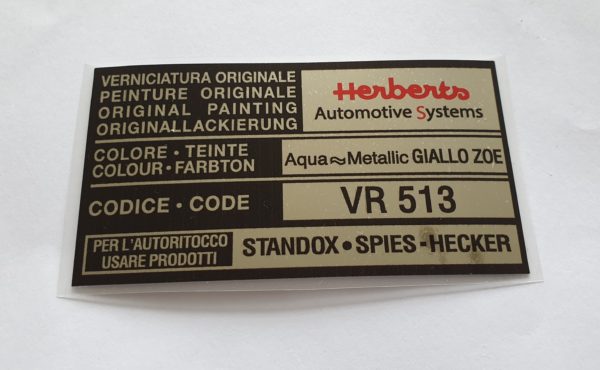 VERNICIATURA ORIGINALE
PEINTURE ORIGINALE
ORIGINAL PAINTING
ORIGINALLACKIERUNG
Herberts
Automotive Systems
COLORE • TEINTE
COLOUR • FARBTON
Aqua≈Metallic GIALLO ZOE
CODICE • CODE
VR 513
PER L'AUTORITOCCO
USARE PRODOTTI
STANDOX • SPIES-HECKER